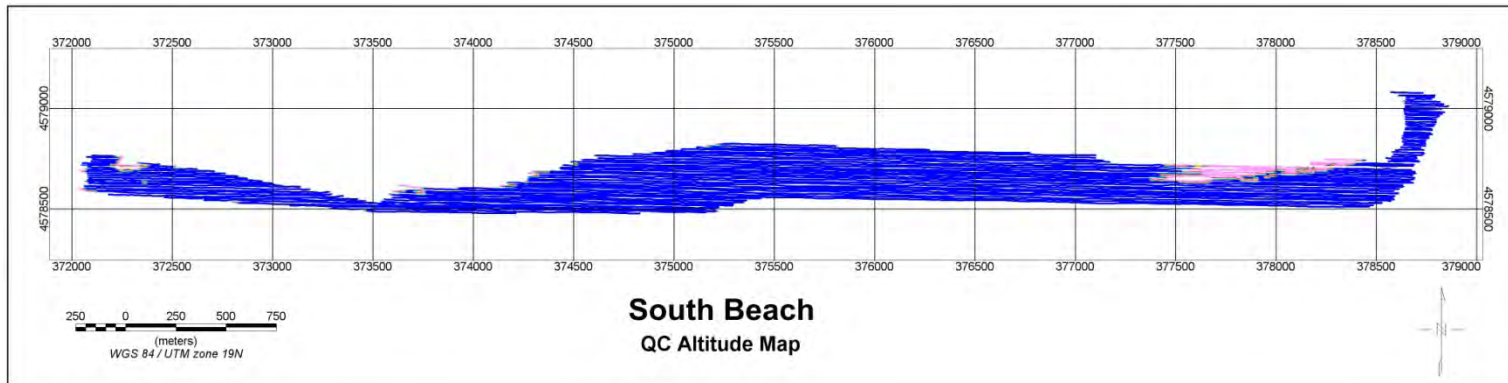 372000 372500 373000 373500 374000 374500 375000 375500 376000 376500 377000 377500 378000 378500 379000
4579000 4579000
4578500 4578500
372000 372500 373000 373500 374000 374500 375000 375500 376000 376500 377000 377500 378000 378500 379000
South Beach
QC Altitude Map
250 0 250 500 750
(meters)
WGS 84 / UTM zone 19N
N